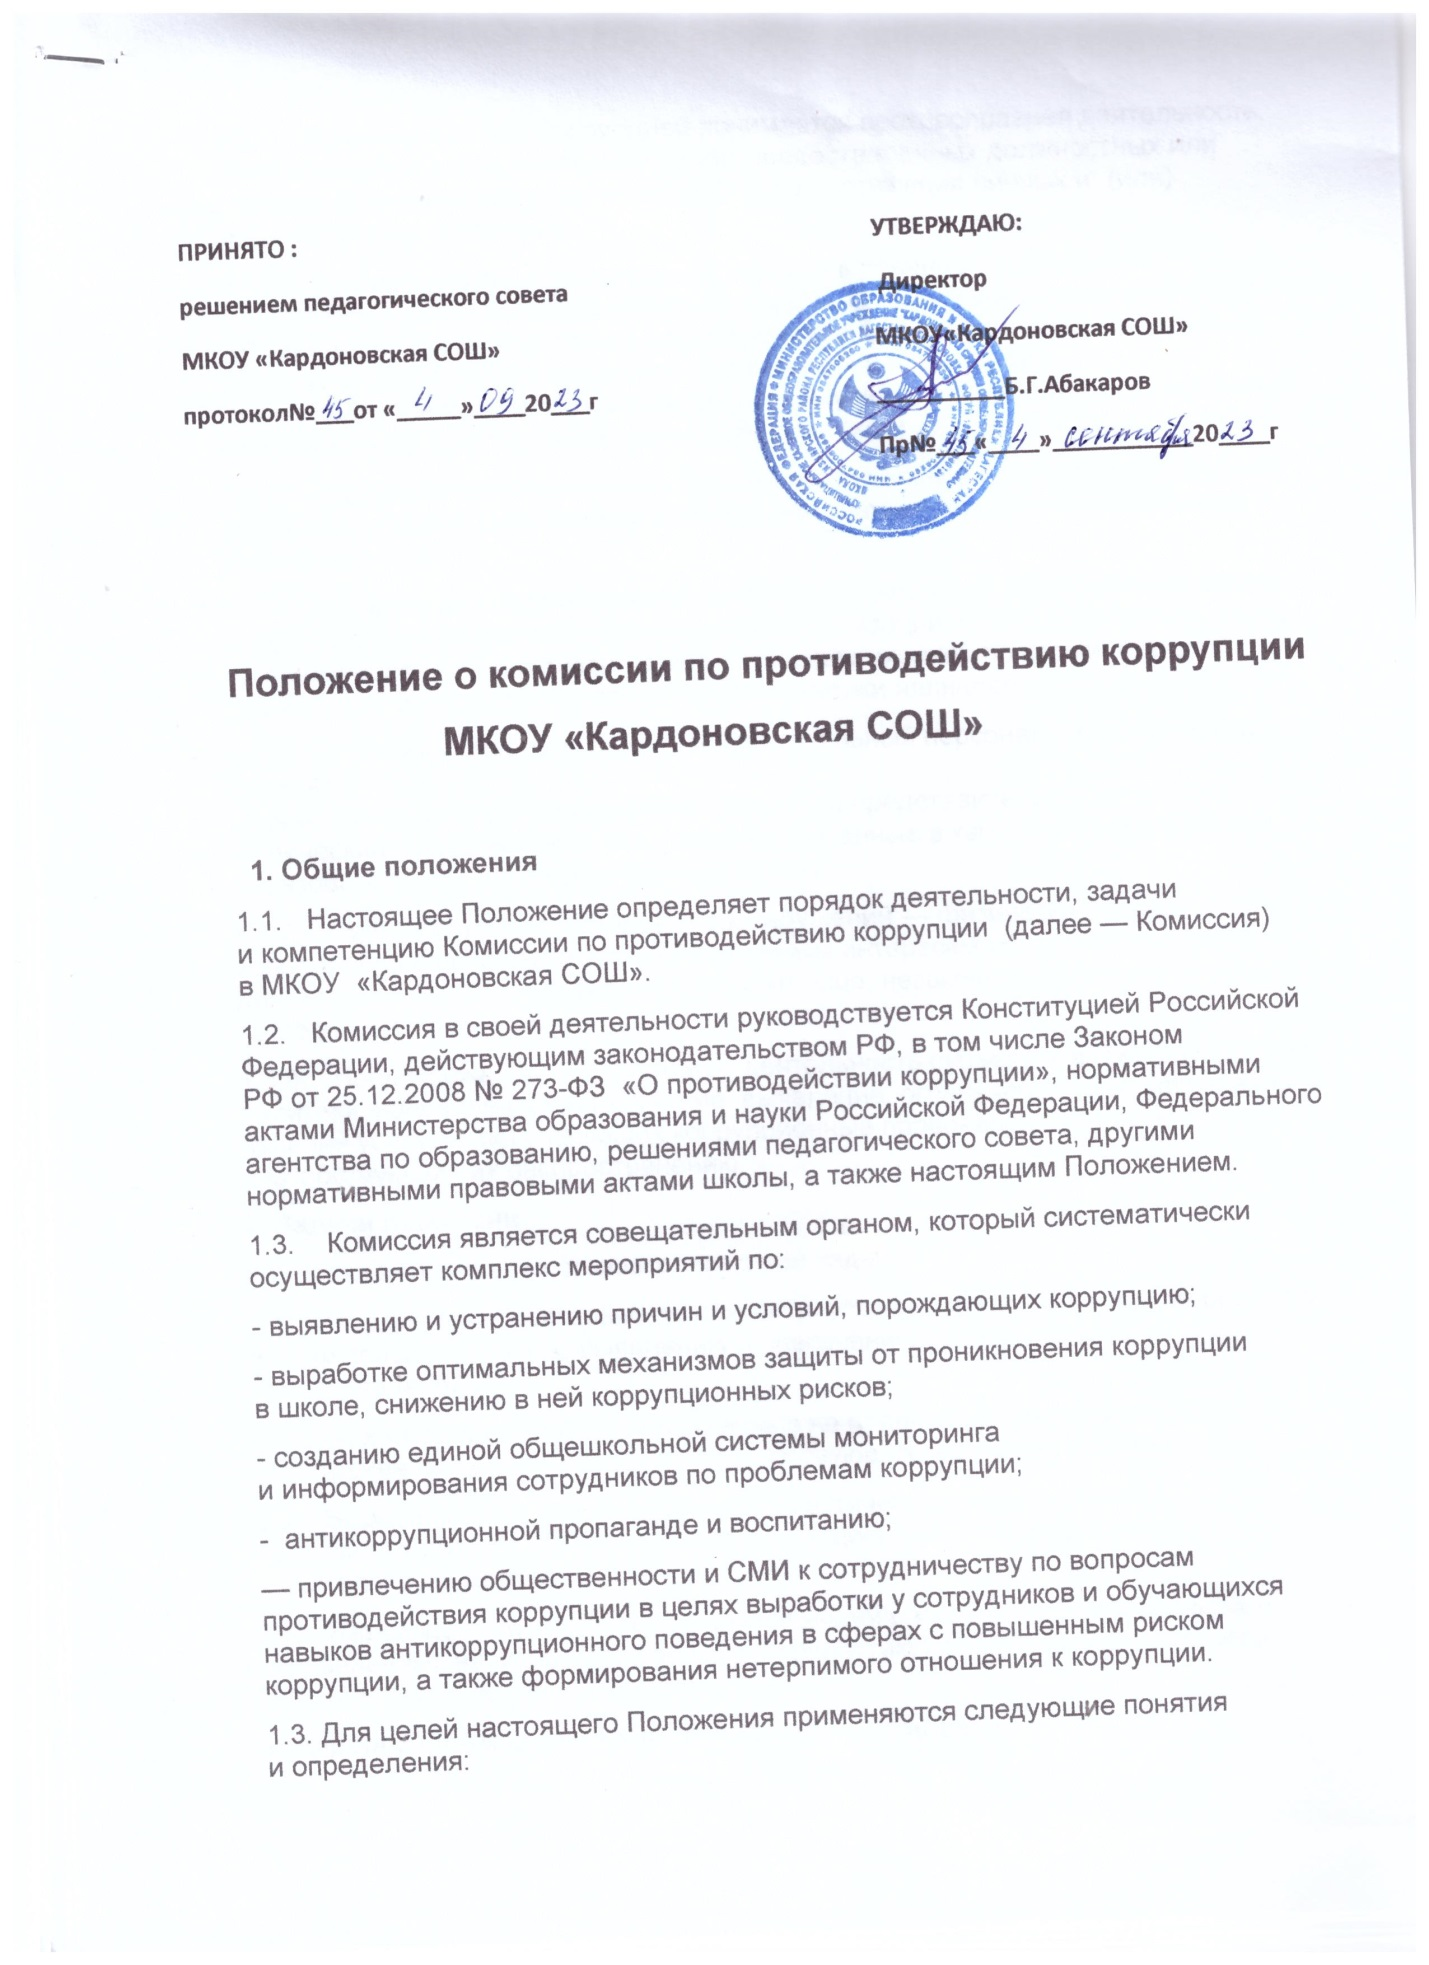 ПРИНЯТО :
решением педагогического совета
МКОУ «Кардоновская СОШ»
протокол№ 45 от « 4 » 09 2023 г
УТВЕРЖДАЮ:
Директор
МКОУ«Кардоновская СОШ»
__________Б.Г.Абакаров
Пр№ 45 « 4 » сентября 2023 г
Положение о комиссии по противодействию коррупции
МКОУ «Кардоновская СОШ»
1. Общие положения
1.1. Настоящее Положение определяет порядок деятельности, задачи
и компетенцию Комиссии по противодействию коррупции (далее — Комиссия)
в МКОУ «Кардоновская СОШ».
1.2. Комиссия в своей деятельности руководствуется Конституцией Российской
Федерации, действующим законодательством РФ, в том числе Законом
РФ от 25.12.2008 № 273-ФЗ «О противодействии коррупции», нормативными
актами Министерства образования и науки Российской Федерации, Федерального
агентства по образованию, решениями педагогического совета, другими
нормативными правовыми актами школы, а также настоящим Положением.
1.3. Комиссия является совещательным органом, который систематически
осуществляет комплекс мероприятий по:
- выявлению и устранению причин и условий, порождающих коррупцию;
- выработке оптимальных механизмов защиты от проникновения коррупции
в школе, снижению в ней коррупционных рисков;
- созданию единой общешкольной системы мониторинга
и информирования сотрудников по проблемам коррупции;
- антикоррупционной пропаганде и воспитанию;
— привлечению общественности и СМИ к сотрудничеству по вопросам
противодействия коррупции в целях выработки у сотрудников и обучающихся
навыков антикоррупционного поведения в сферах с повышенным риском
коррупции, а также формирования нетерпимого отношения к коррупции.
1.3. Для целей настоящего Положения применяются следующие понятия
и определения: